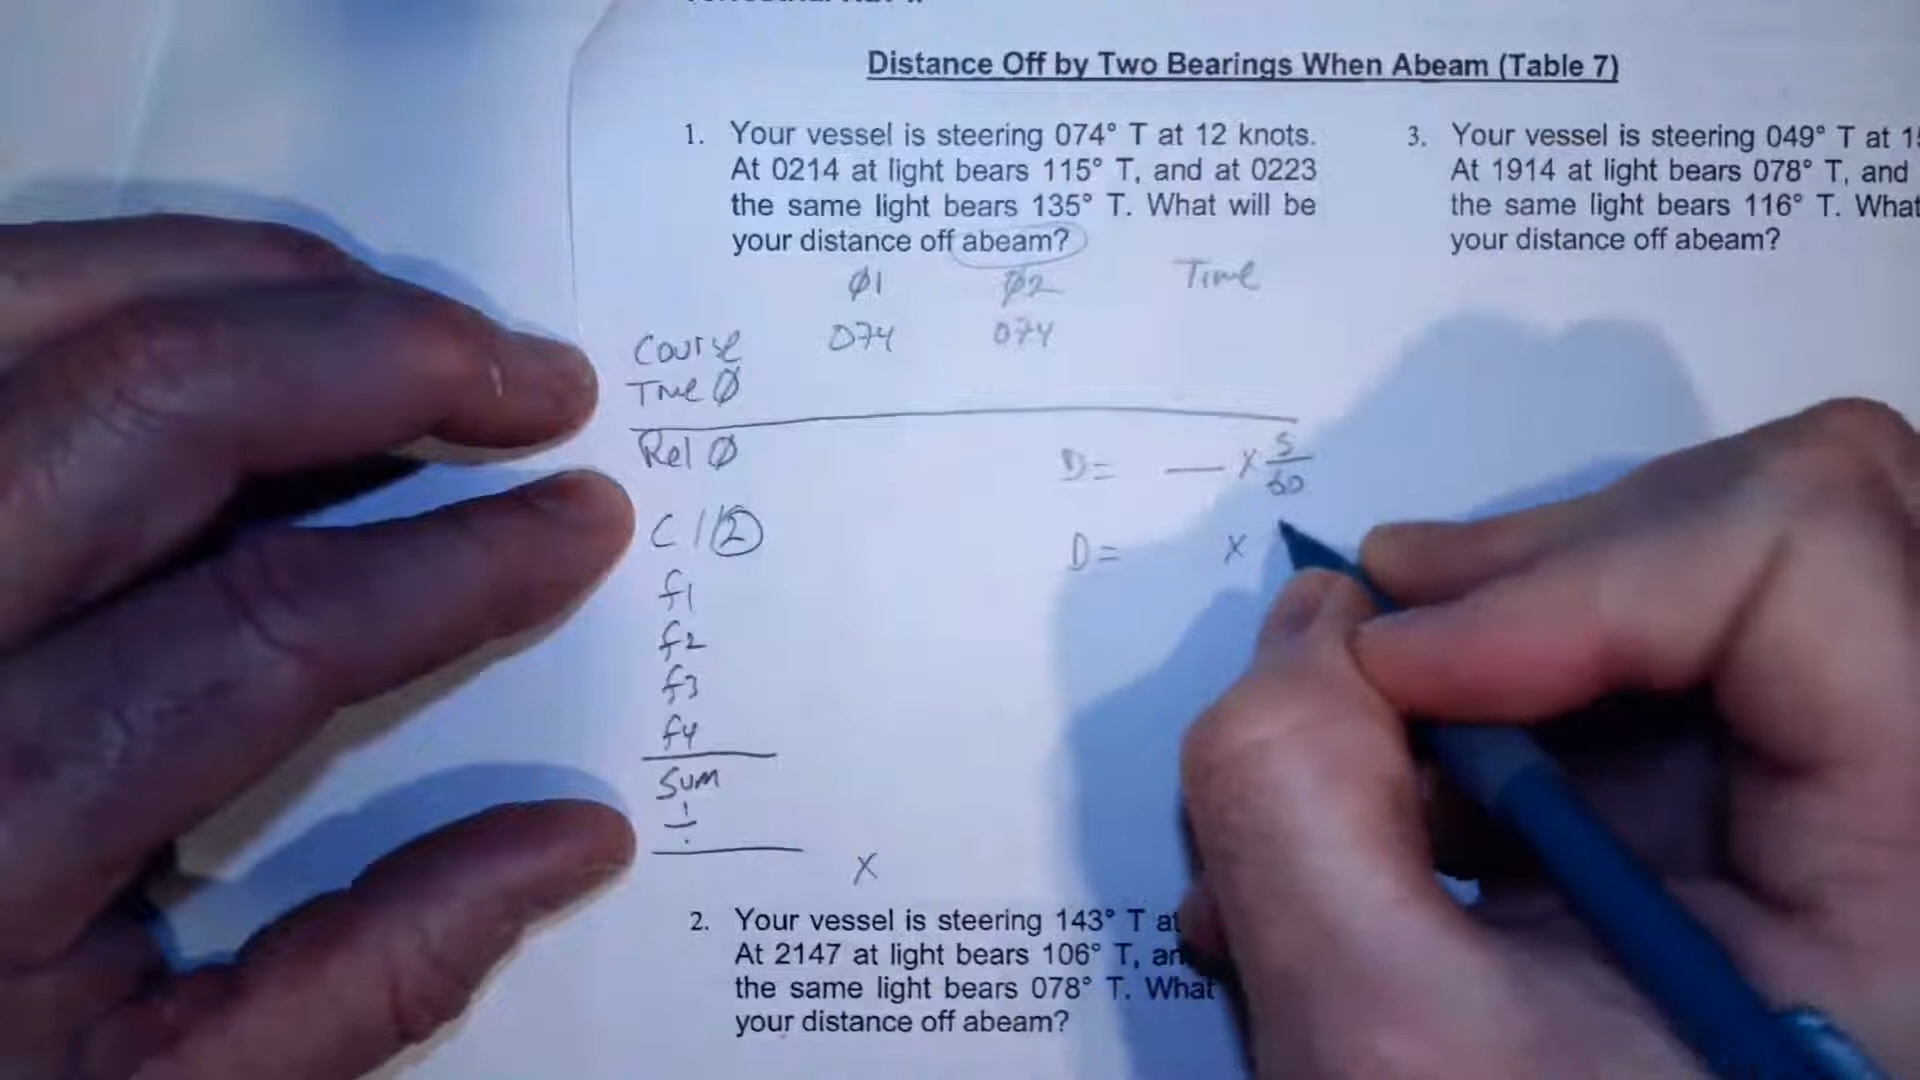 Distance Off by Two Bearings When Abeam (Table 7)
1. Your vessel is steering 074° T at 12 knots.
At 0214 at light bears 115° T, and at 0223
the same light bears 135° T. What will be
your distance off abeam?
Ø1 Ø2 Time
Course 074 074
True Ø
Rel Ø
C 1/2
f1
f2
f3
f4
Sum
÷
X
D= — X S/60
D= X
2. Your vessel is steering 143° T at
At 2147 at light bears 106° T, an
the same light bears 078° T. What
your distance off abeam?
3. Your vessel is steering 049° T at 1
At 1914 at light bears 078° T, and
the same light bears 116° T. What
your distance off abeam?